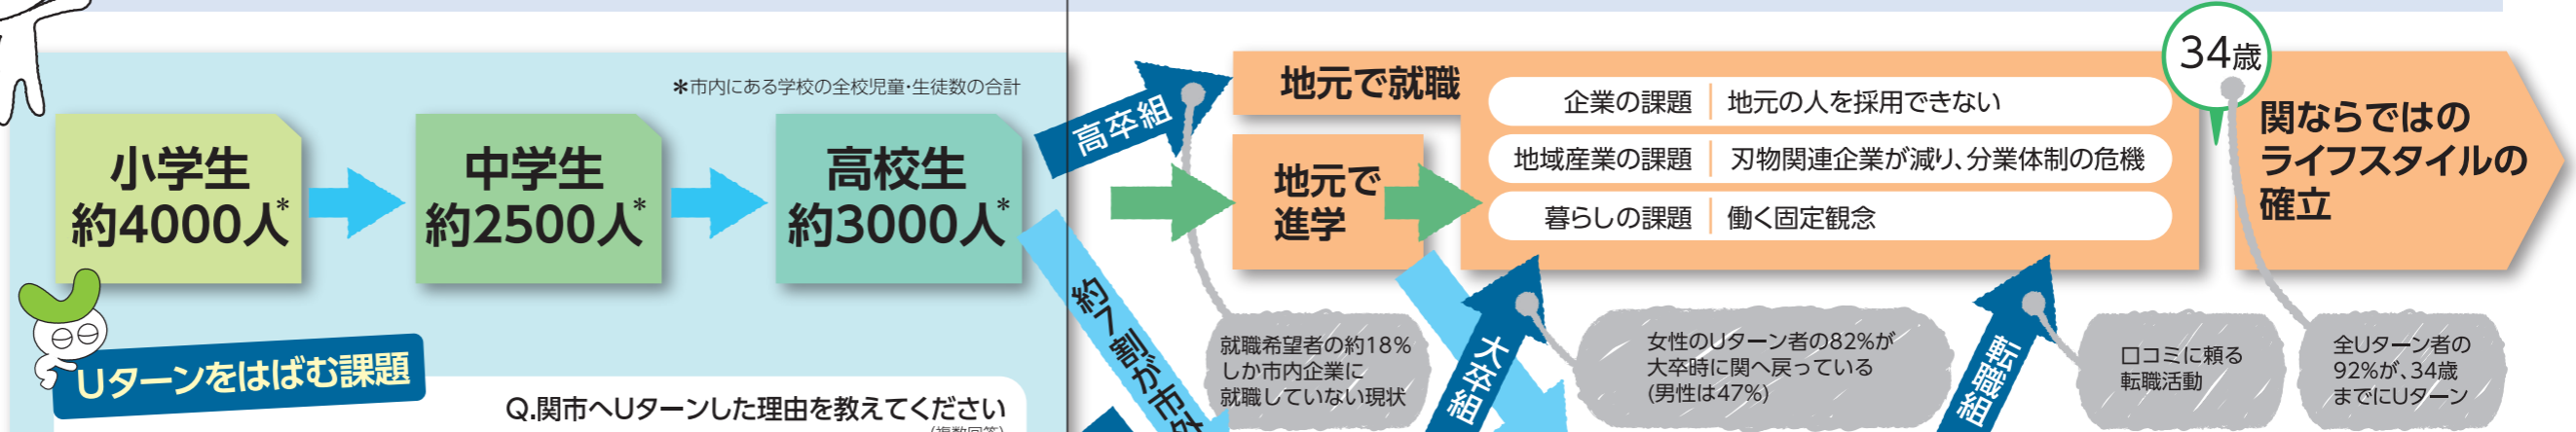 ＊市内にある学校の全校児童・生徒数の合計
小学生
約4000人＊
中学生
約2500人＊
高校生
約3000人＊
Uターンをはばむ課題
Q.関市へUターンした理由を教えてください
(複数回答)
高卒組
約7割が市外
地元で就職
地元で
進学
企業の課題 地元の人を採用できない
地域産業の課題 刃物関連企業が減り、分業体制の危機
暮らしの課題 働く固定観念
34歳
関ならではの
ライフスタイルの
確立
就職希望者の約18%
しか市内企業に
就職していない現状
大卒組
女性のUターン者の82%が
大卒時に関へ戻っている
(男性は47%)
転職組
口コミに頼る
転職活動
全Uターン者の
92%が、34歳
までにUターン